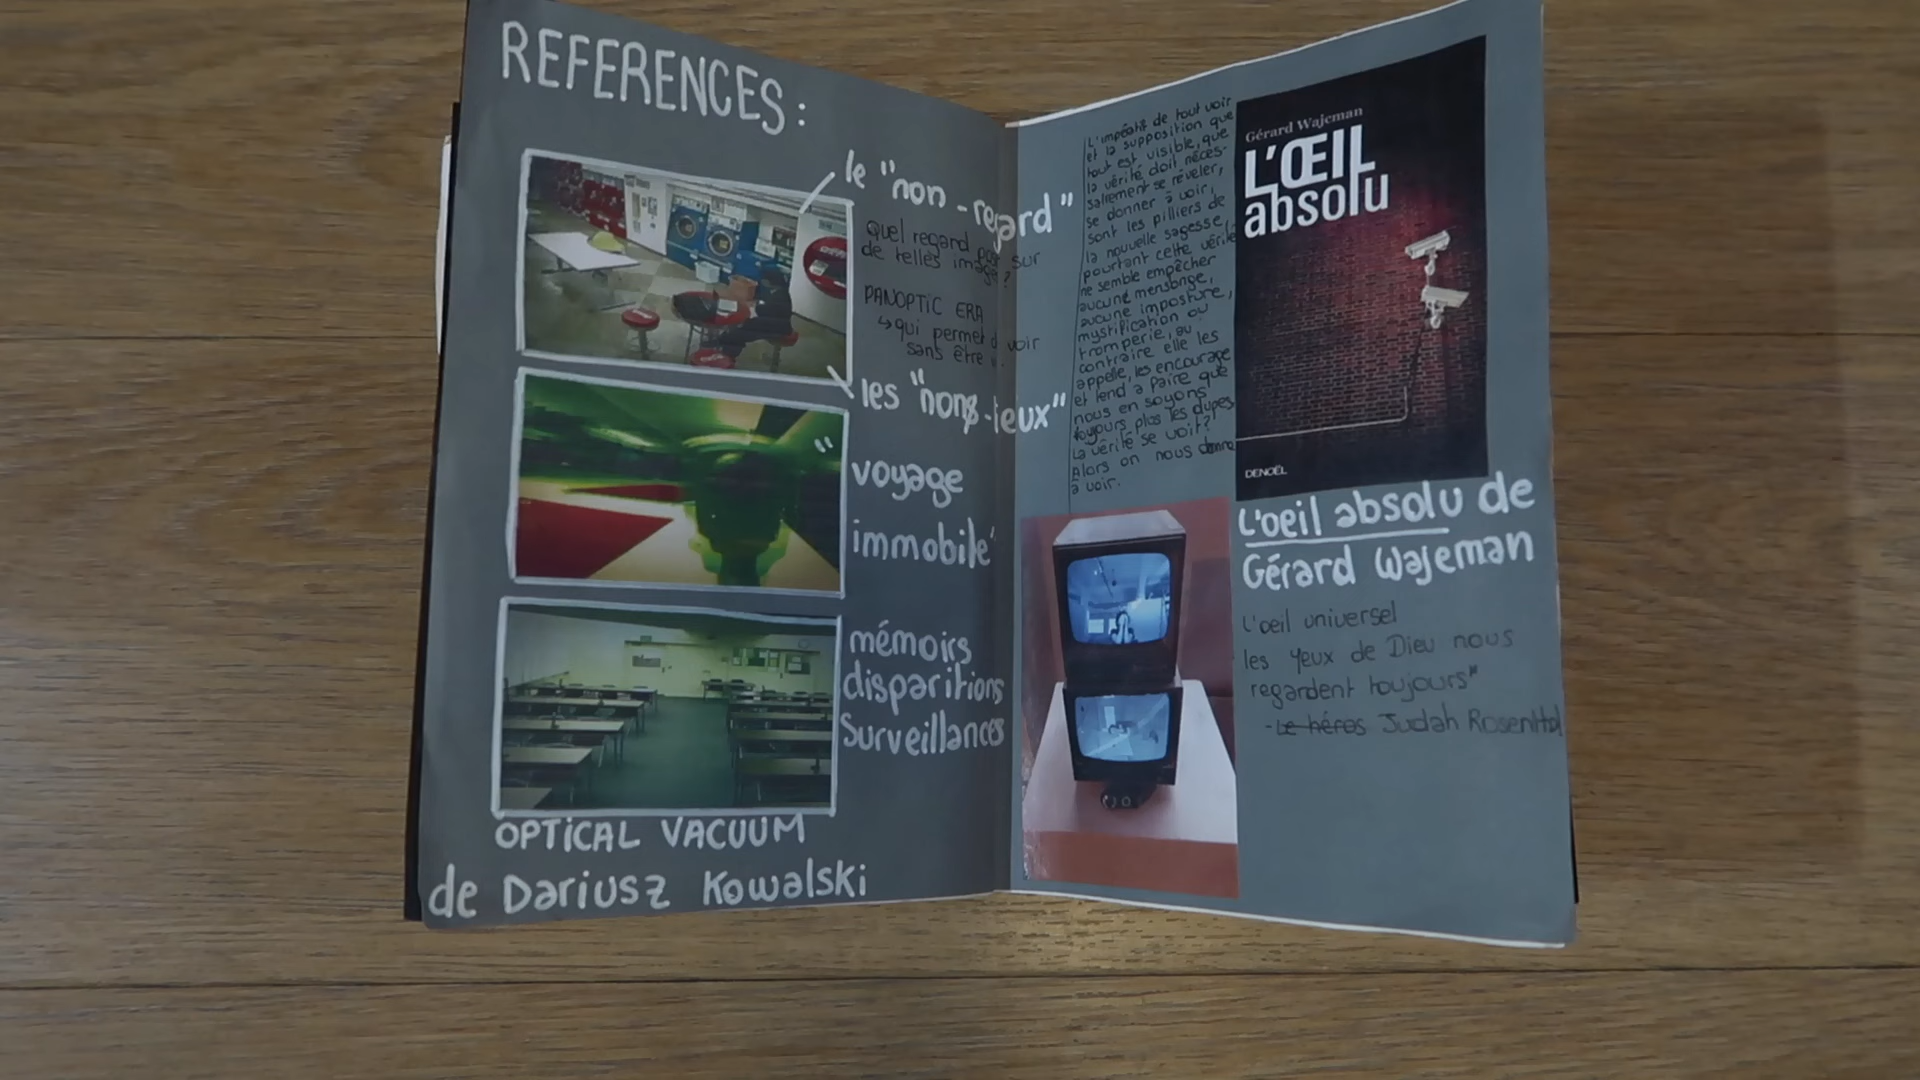 REFERENCES:
le "non-regard"
quel regard sur
de telles images?
PANOPTIC ERA
↳ qui permet voir
sans être
les "nons-ieux"
"voyage
immobile"
mémoirs
disparitions
surveillances
OPTICAL VACUUM
de Dariusz Kowalski
L'impératif de tout voir
et la supposition que
tout est visible, que
la vérité doit néces-
sairement se révéler,
se donner à voir,
sont les pilliers de
la nouvelle sagesse,
pourtant cette vérité
ne semble empêcher
aucune mensonge,
aucune imposture,
mystification ou
tromperie, au
contraire elle les
appelle, les encourage
et tend a faire que
nous en soyons
toujours plus les dupes.
La vérité se voit?
Alors on nous donne
à voir.
Gérard Wajcman
L'ŒIL
absolu
DENOËL
L'oeil absolu de
Gérard Wajeman
L'oeil universel
les yeux de Dieu nous
regardent toujours"
- Le héros Judah Rosenthal